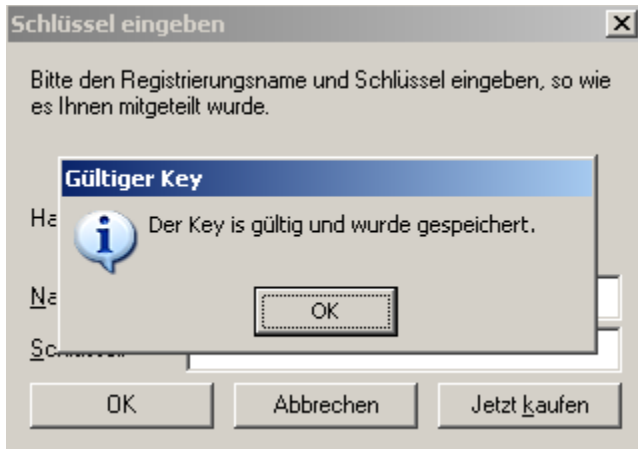 Schlüssel eingeben
Bitte den Registrierungsname und Schlüssel eingeben, so wie
es Ihnen mitgeteilt wurde.
Gültiger Key
Der Key is gültig und wurde gespeichert.
OK
OK Abbrechen Jetzt kaufen